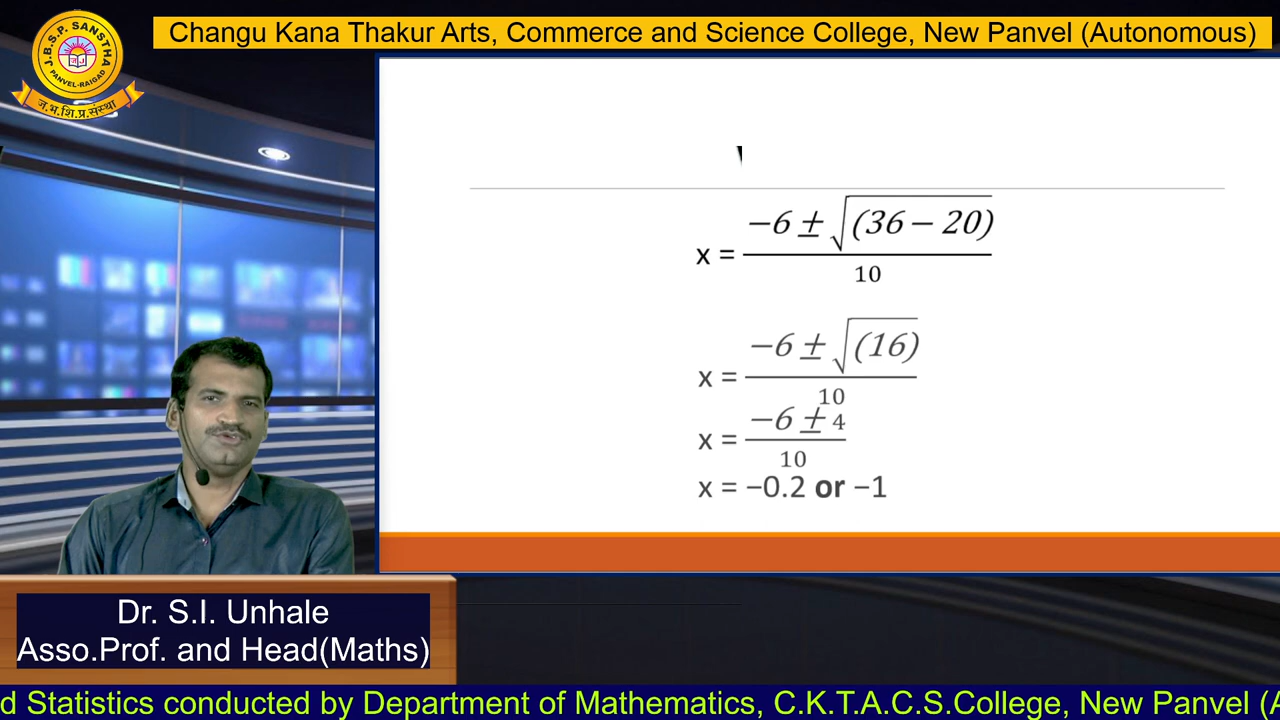 J.B.S.P. SANSTHA
PANVEL-RAIGAD
ज.भ.शि.प्र.संस्था
Changu Kana Thakur Arts, Commerce and Science College, New Panvel (Autonomous)
x = −6 ± √(36 − 20) / 10
x = −6 ± √(16) / 10
x = −6 ± 4 / 10
x = −0.2 or −1
Dr. S.I. Unhale
Asso.Prof. and Head(Maths)
d Statistics conducted by Department of Mathematics, C.K.T.A.C.S.College, New Panvel (A